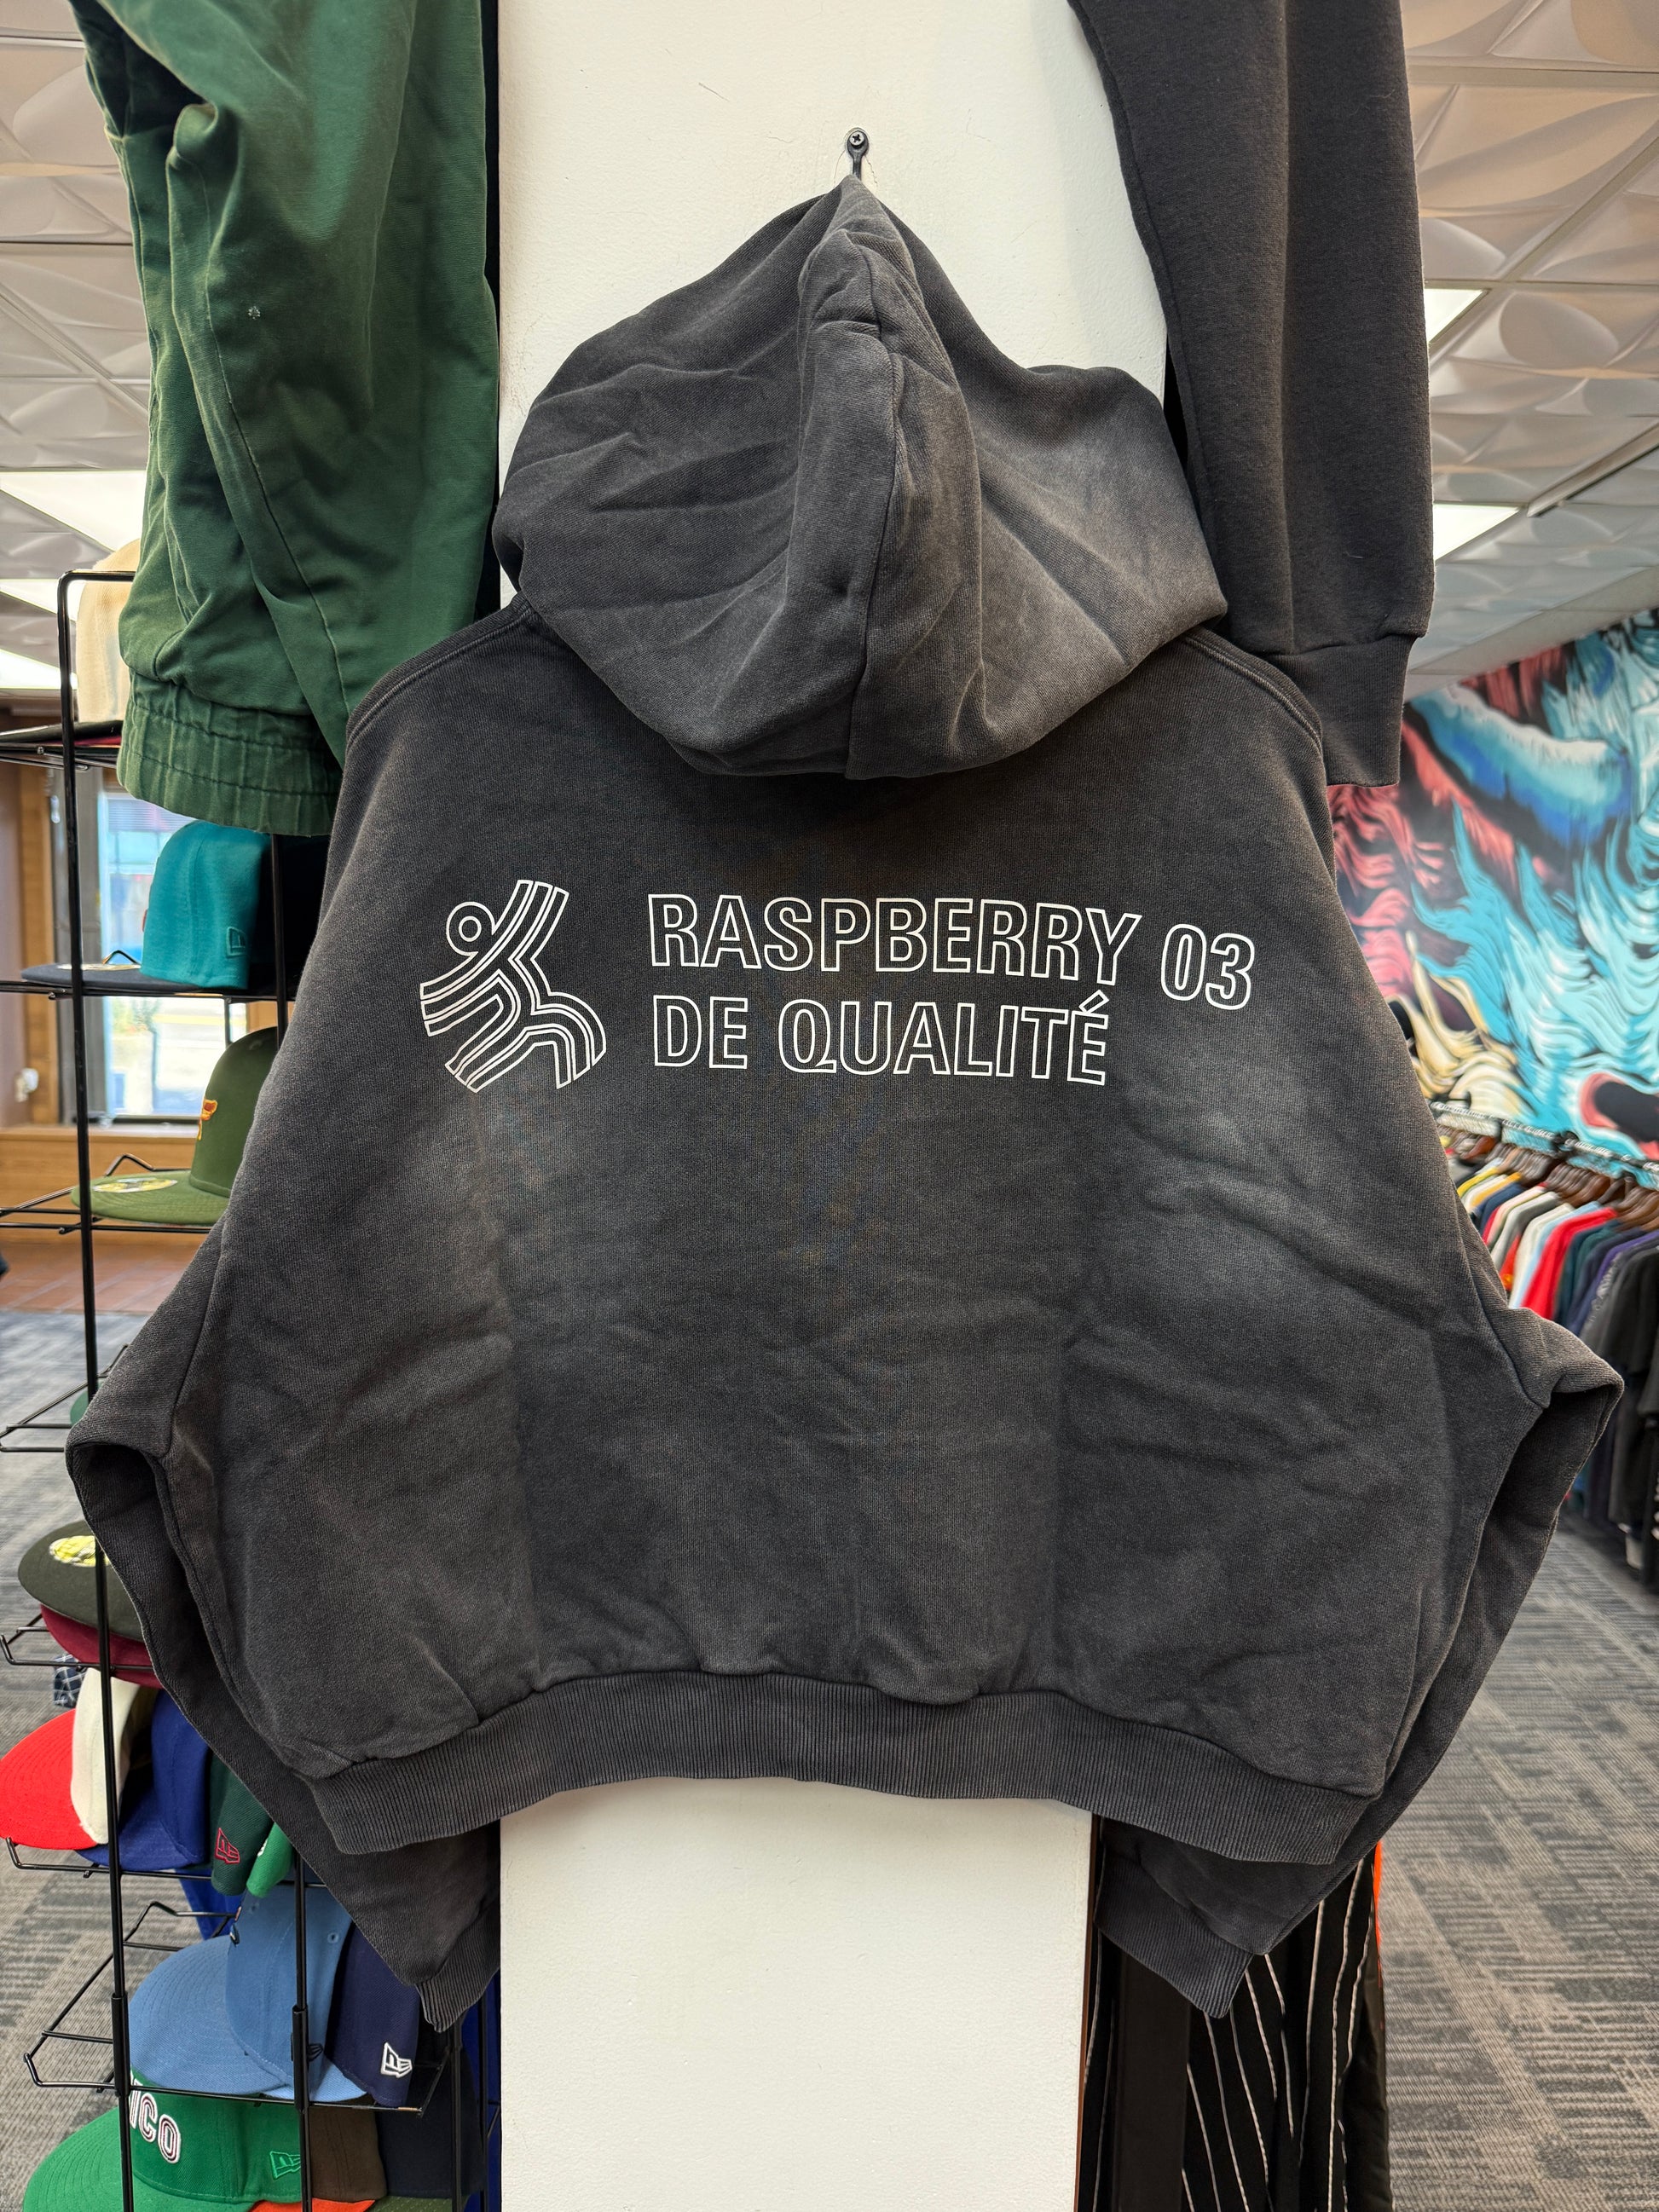 RASPBERRY 03
DE QUALITÉ